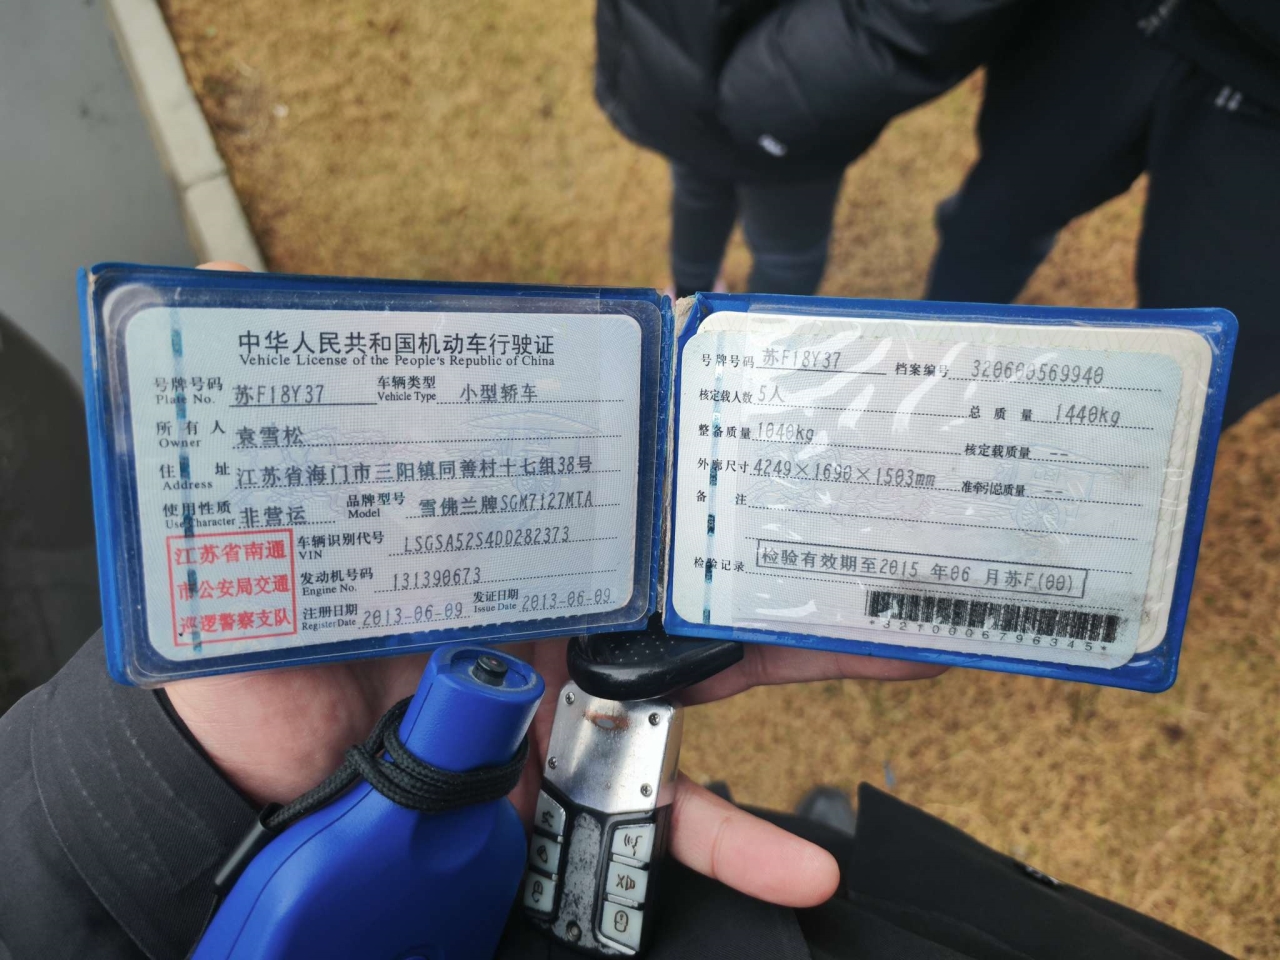 中华人民共和国机动车行驶证
Vehicle License of the People's Republic of China
号牌号码 Plate No. 苏F18Y37 车辆类型 Vehicle Type 小型轿车
所有人 Owner 袁雪松
住址 Address 江苏省海门市三阳镇同善村十七组38号
使用性质 Use Character 非营运 品牌型号 Model 雪佛兰牌SGM7127MTA
江苏省南通
市公安局交通
巡逻警察支队
车辆识别代号 VIN LSGSA52S4DD282373
发动机号码 Engine No. 131390673
注册日期 Register Date 2013-06-09 发证日期 Issue Date 2013-06-09
号牌号码 苏F18Y37 档案编号 320600569940
核定载人数 5人 总质量 1440kg
整备质量 1040kg 核定载质量 --
外廓尺寸 4249×1690×1503mm 准牵引总质量 --
备注
检验记录 检验有效期至2015 年06 月苏F(00)
*3210006796345*